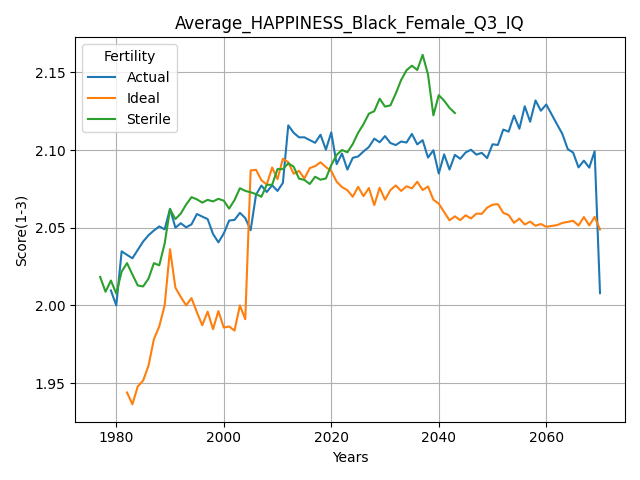 Average_HAPPINESS_Black_Female_Q3_IQ
Fertility
Actual
Ideal
Sterile
Score(1-3)
2.15
2.10
2.05
2.00
1.95
1980 2000 2020 2040 2060
Years